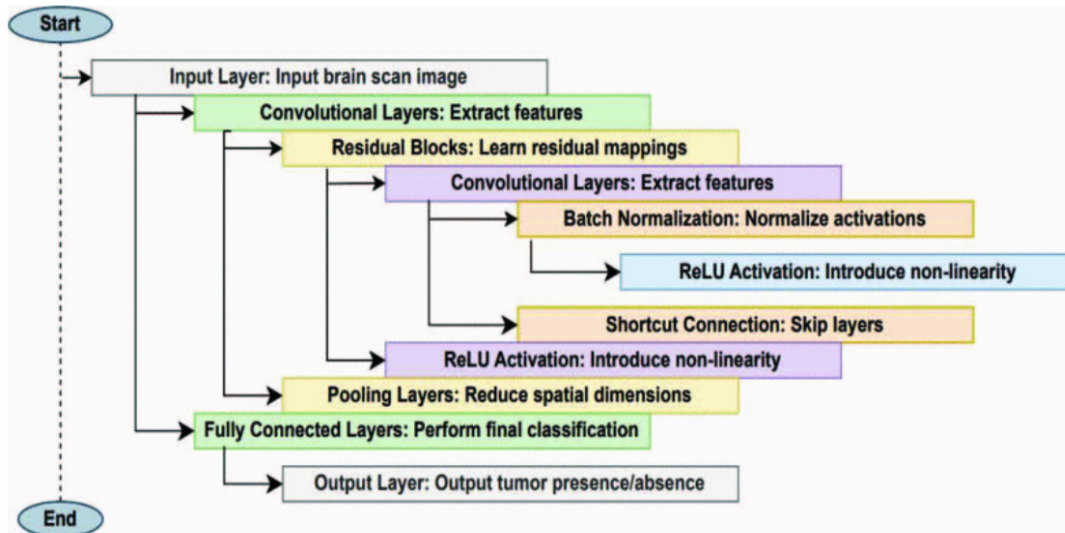 Start
Input Layer: Input brain scan image
Convolutional Layers: Extract features
Residual Blocks: Learn residual mappings
Convolutional Layers: Extract features
Batch Normalization: Normalize activations
ReLU Activation: Introduce non-linearity
Shortcut Connection: Skip layers
ReLU Activation: Introduce non-linearity
Pooling Layers: Reduce spatial dimensions
Fully Connected Layers: Perform final classification
Output Layer: Output tumor presence/absence
End